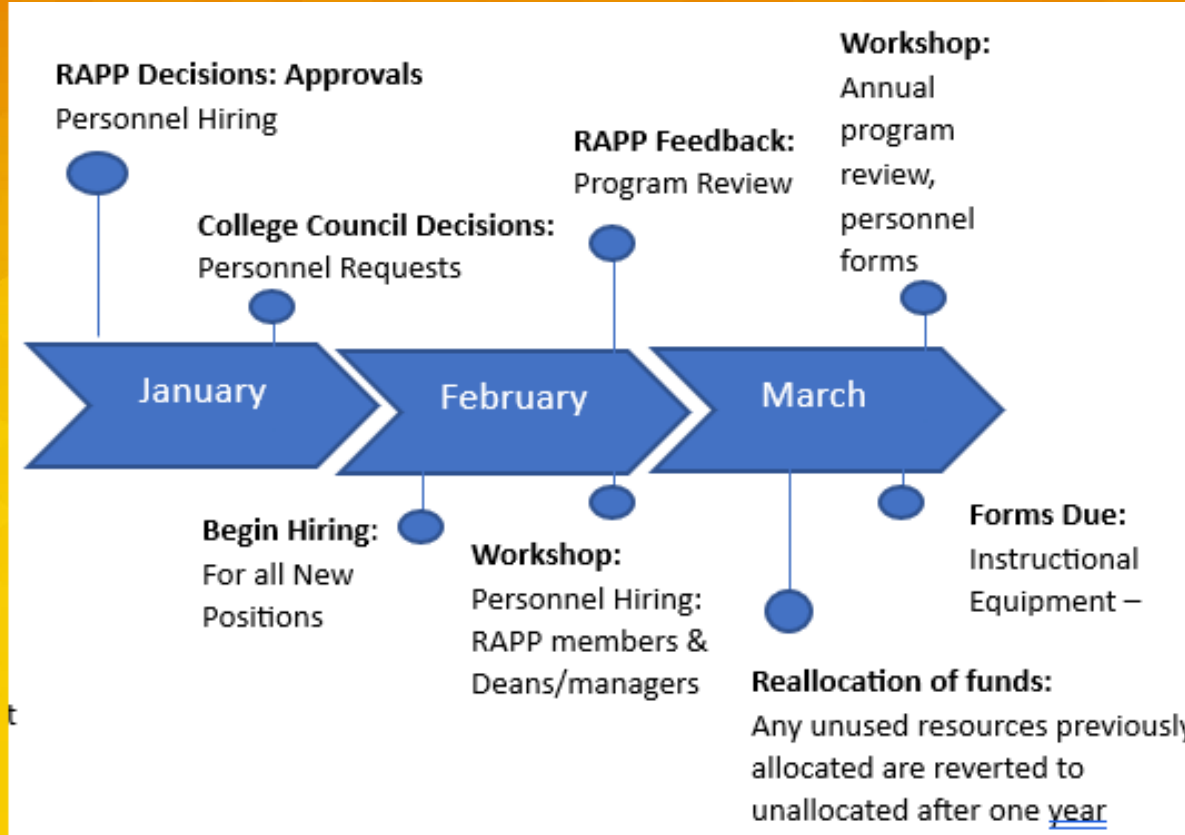 RAPP Decisions: Approvals
Personnel Hiring
College Council Decisions:
Personnel Requests
RAPP Feedback:
Program Review
Workshop:
Annual
program
review,
personnel
forms
January
February
March
Begin Hiring:
For all New
Positions
Workshop:
Personnel Hiring:
RAPP members &
Deans/managers
Forms Due:
Instructional
Equipment –
Reallocation of funds:
Any unused resources previously
allocated are reverted to
unallocated after one year
t